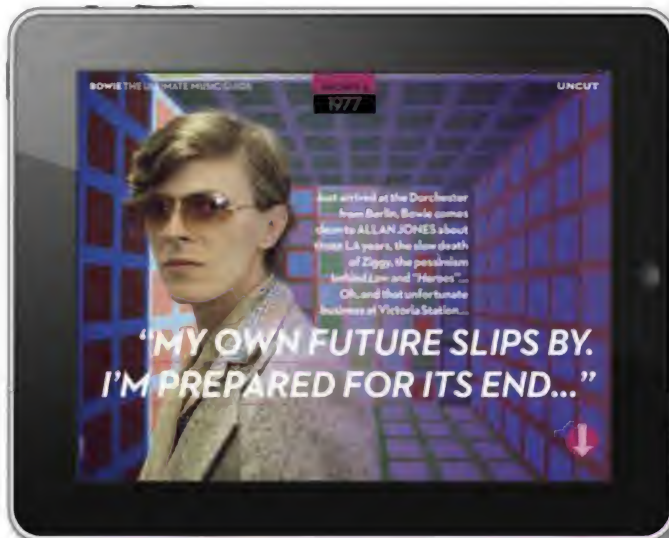 BOWIE THE ULTIMATE MUSIC GUIDE
UNCUT
1977
Just arrived at the Dorchester
from Berlin, Bowie comes
clean to ALLAN JONES about
those LA years, the slow death
of Ziggy, the pessimism
behind Low and "Heroes"...
Oh, and that unfortunate
business at Victoria Station...
"MY OWN FUTURE SLIPS BY.
I'M PREPARED FOR ITS END..."